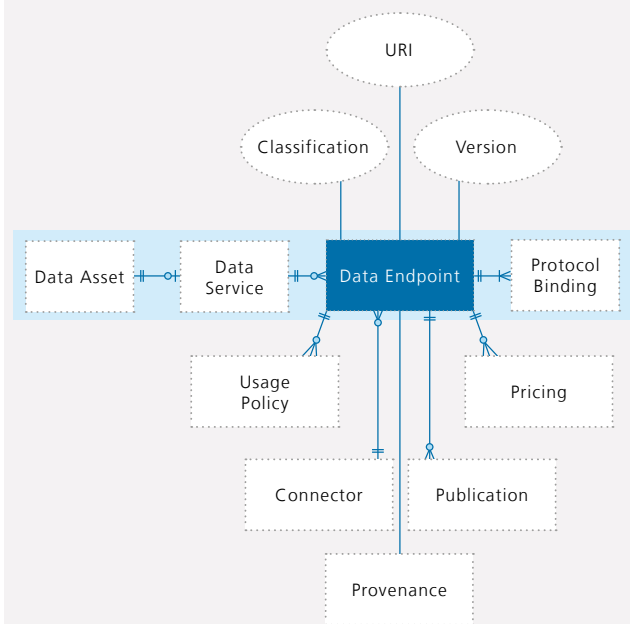 URI
Classification
Version
Data Asset
Data
Service
Data Endpoint
Protocol
Binding
Usage
Policy
Pricing
Connector
Publication
Provenance